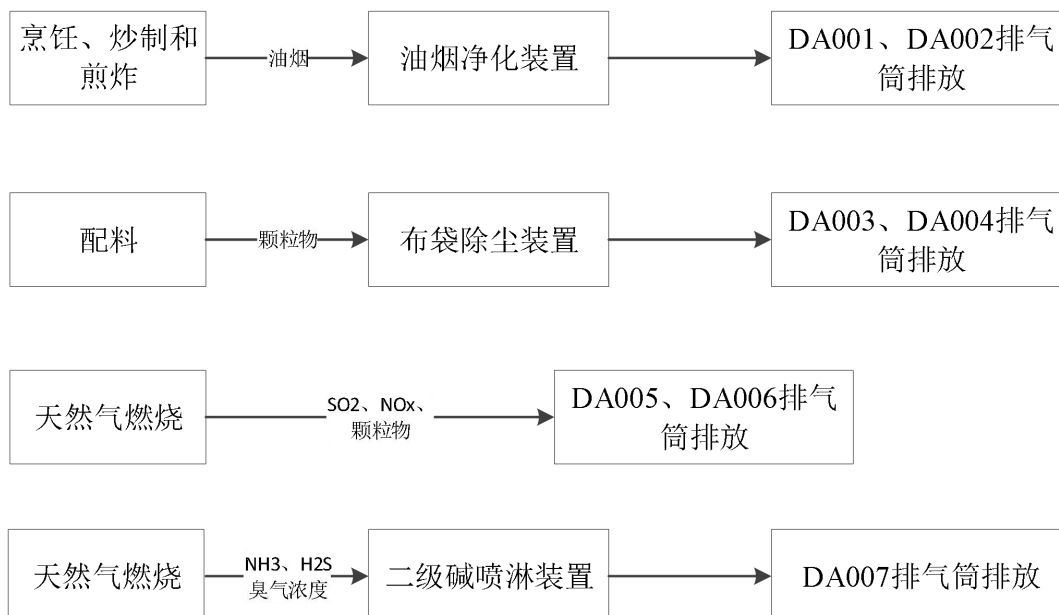 烹饪、炒制和
煎炸
油烟
油烟净化装置
DA001、DA002排气
筒排放
配料
颗粒物
布袋除尘装置
DA003、DA004排气
筒排放
天然气燃烧
SO2、NOx、
颗粒物
DA005、DA006排气
筒排放
天然气燃烧
NH3、H2S
臭气浓度
二级碱喷淋装置
DA007排气筒排放